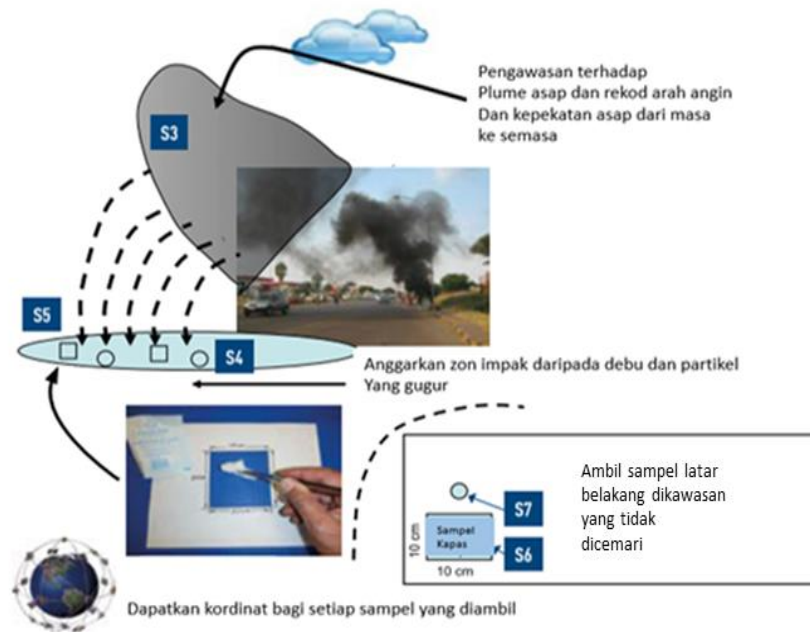 Pengawasan terhadap
Plume asap dan rekod arah angin
Dan kepekatan asap dari masa
ke semasa
S3
S5
S4
Anggarkan zon impak daripada debu dan partikel
Yang gugur
Ambil sampel latar
belakang dikawasan
yang tidak
dicemari
S7
Sampel
Kapas
S6
10 cm
10 cm
Dapatkan kordinat bagi setiap sampel yang diambil